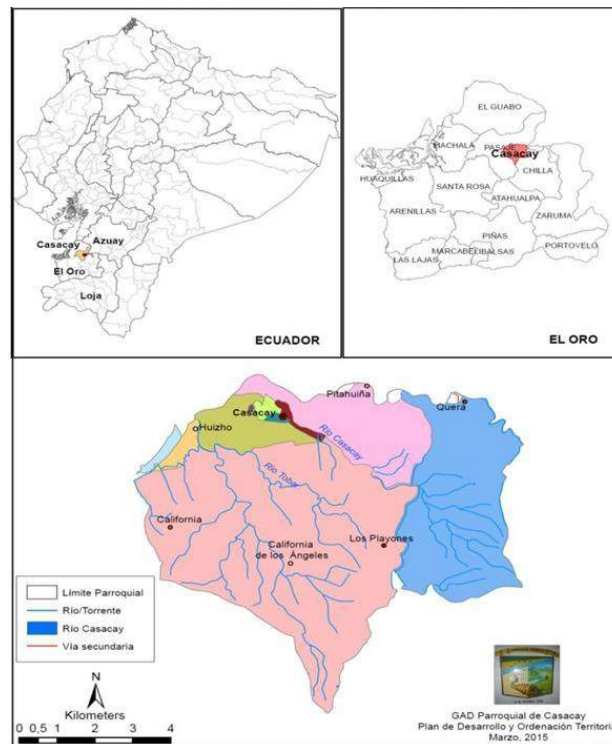 Casacay
Azuay
El Oro
Loja
ECUADOR
EL GUABO
MACHALA
PASAJE
Casacay
CHILLA
HUAQUILLAS
SANTA ROSA
ATAHUALPA
ARENILLAS
ZARUMA
PIÑAS
PORTOVELO
MARCABELI
BALSAS
LAS LAJAS
EL ORO
Pitahuiña
Casacay
Quera
Huizho
Río Casacay
Río Tobar
California
California
de los Ángeles
Los Playones
Límite Parroquial
Río/Torrente
Río Casacay
Vía secundaria
N
Kilometers
0 0,5 1 2 3 4
GAD Parroquial de Casacay
Plan de Desarrollo y Ordenación Territoria
Marzo, 2015